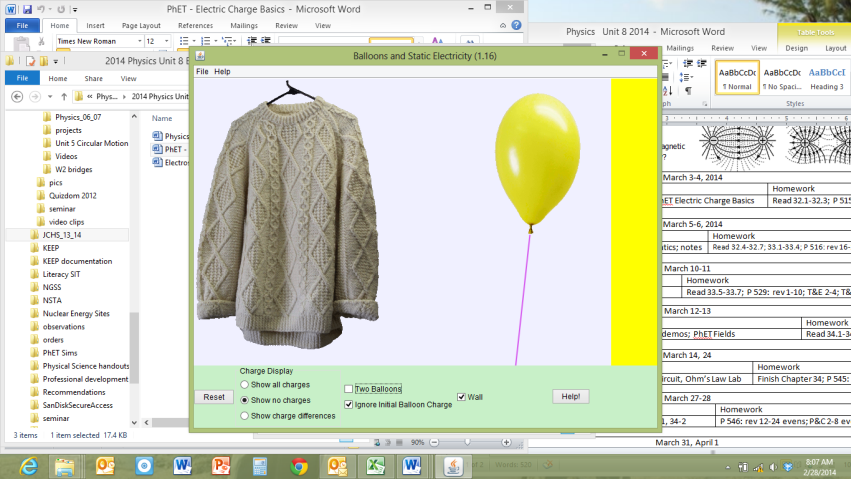 PhET - Electric Charge Basics - Microsoft Word
File Home Insert Page Layout References Mailings Review View
Times New Roman 12
2014 Physics Unit 8
File Home Share View
Phys... 2014 Physics Unit
Name
Physics_06_07
projects
Unit 5 Circular Motion
Videos
W2 bridges
pics
Quizdom 2012
seminar
video clips
JCHS_13_14
KEEP
KEEP documentation
Literacy SIT
NGSS
NSTA
Nuclear Energy Sites
observations
orders
PhET Sims
Physical Science handouts
Professional development
Recommendations
SanDiskSecureAccess
seminar
Physics
PhET -
Electros
3 items 1 item selected 17.4 KB
Balloons and Static Electricity (1.16)
File Help
Charge Display
Show all charges
Show no charges
Show charge differences
Reset
Two Balloons
Ignore Initial Balloon Charge
Wall
Help!
90%
Physics Unit 8 2014 - Microsoft Word
Table Tools
Mailings Review View Design Layout
AaBbCcDc AaBbCcDc AaBbCcI
¶ Normal ¶ No Spaci... Heading 3
Styles
agnetic
March 3-4, 2014
Homework
hET Electric Charge Basics Read 32.1-32.3; P 515
March 5-6, 2014
Homework
tics; notes Read 32.4-32.7; 33.1-33.4; P 516: rev 16-
March 10-11
Homework
Read 33.5-33.7; P 529: rev 1-10; T&E 2-4; T&
March 12-13
Homework
demos; PhET Fields Read 34.1-34
March 14, 24
ircuit, Ohm's Law Lab Finish Chapter 34; P 545:
March 27-28
Homework
, 34-2 P 546: rev 12-24 evens; P&C 2-8 ev
March 31, April 1
8:07 AM
2/28/2014